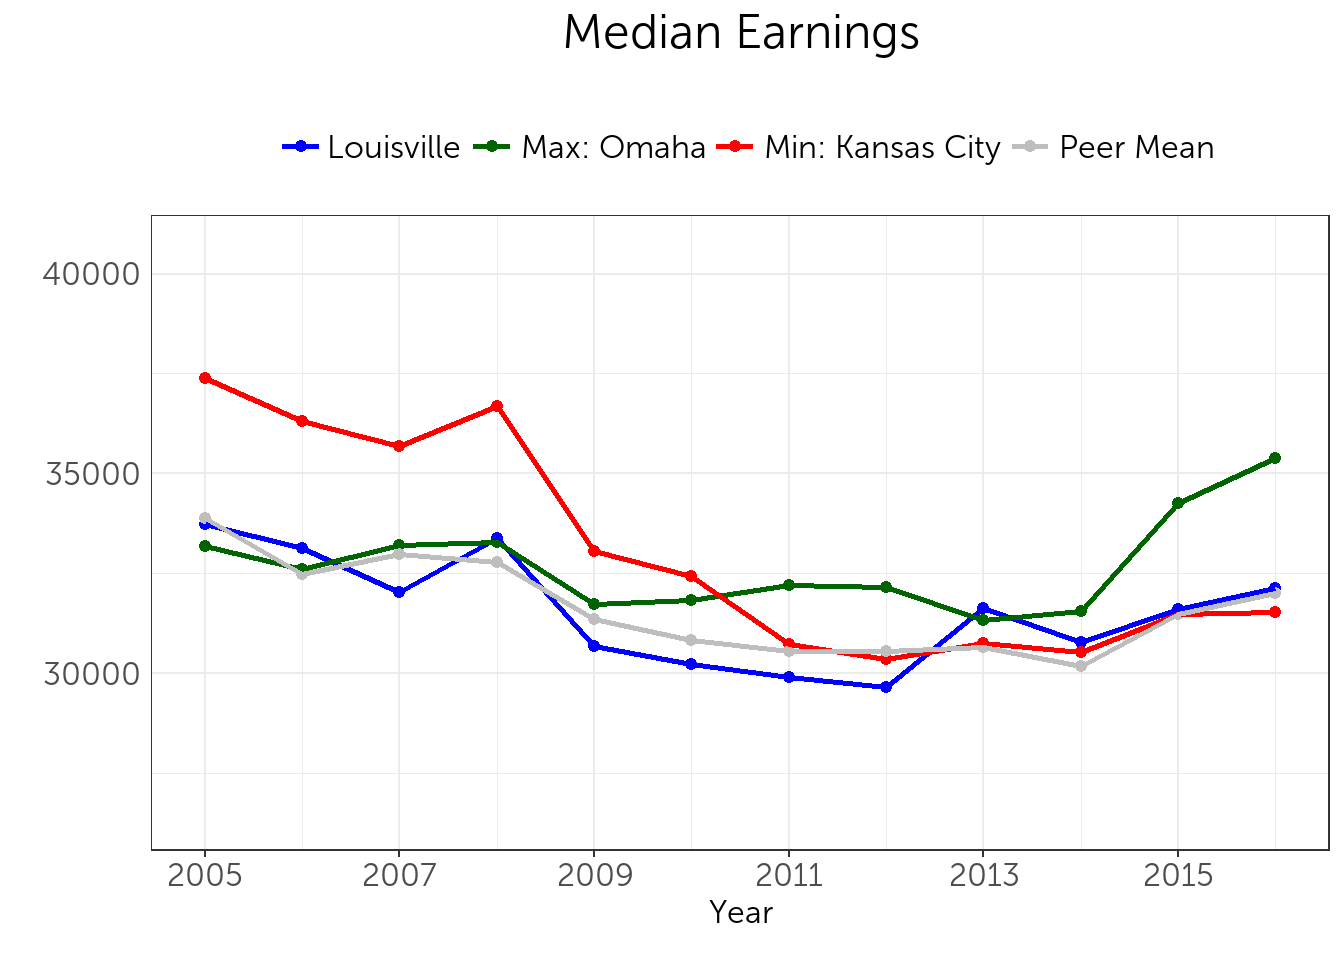 Median Earnings
Louisville Max: Omaha Min: Kansas City Peer Mean
40000
35000
30000
2005 2007 2009 2011 2013 2015
Year